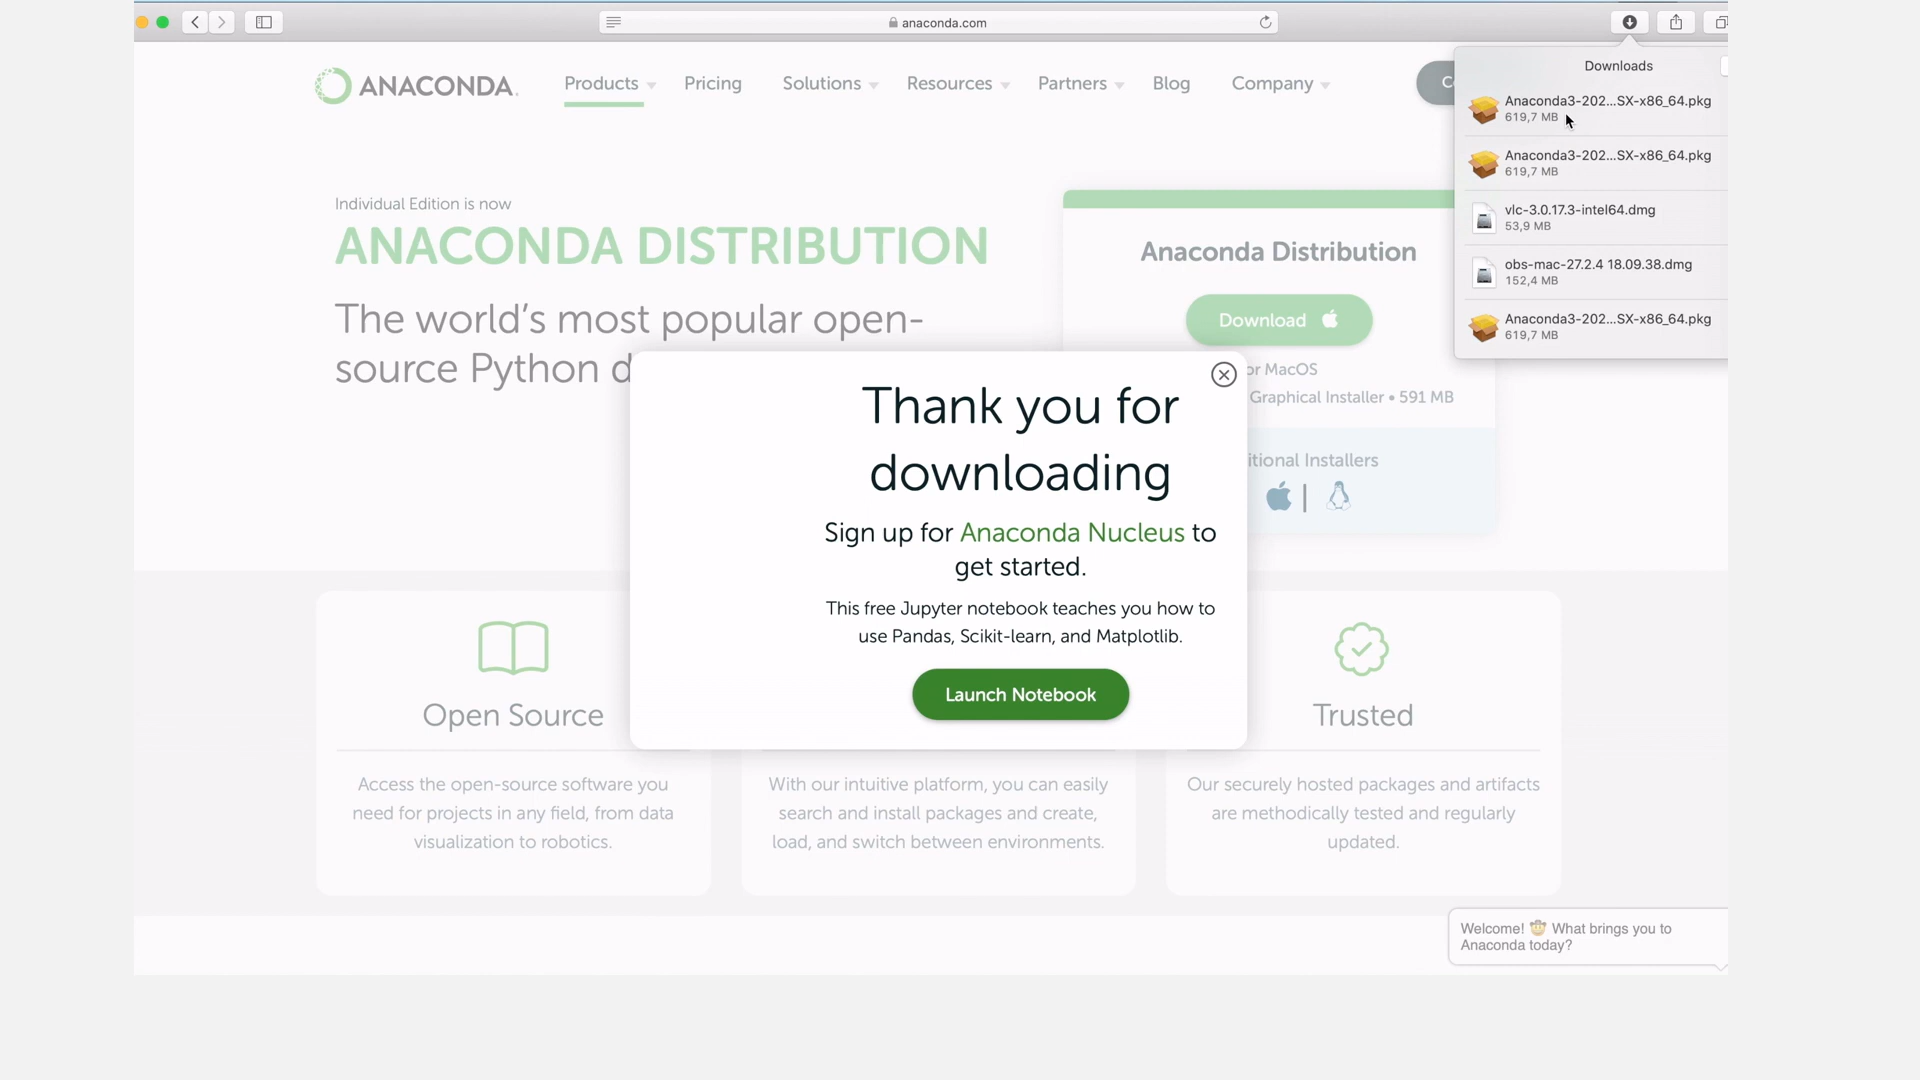 anaconda.com
ANACONDA.
Products
Pricing
Solutions
Resources
Partners
Blog
Company
Downloads
Anaconda3-202...SX-x86_64.pkg
619,7 MB
Anaconda3-202...SX-x86_64.pkg
619,7 MB
vlc-3.0.17.3-intel64.dmg
53,9 MB
obs-mac-27.2.4 18.09.38.dmg
152,4 MB
Anaconda3-202...SX-x86_64.pkg
619,7 MB
Individual Edition is now
ANACONDA DISTRIBUTION
The world's most popular open-
source Python d
Anaconda Distribution
Download
or MacOS
Graphical Installer • 591 MB
itional Installers
Thank you for
downloading
Sign up for Anaconda Nucleus to
get started.
This free Jupyter notebook teaches you how to
use Pandas, Scikit-learn, and Matplotlib.
Launch Notebook
Open Source
Access the open-source software you
need for projects in any field, from data
visualization to robotics.
With our intuitive platform, you can easily
search and install packages and create,
load, and switch between environments.
Trusted
Our securely hosted packages and artifacts
are methodically tested and regularly
updated.
Welcome! 🤠 What brings you to
Anaconda today?